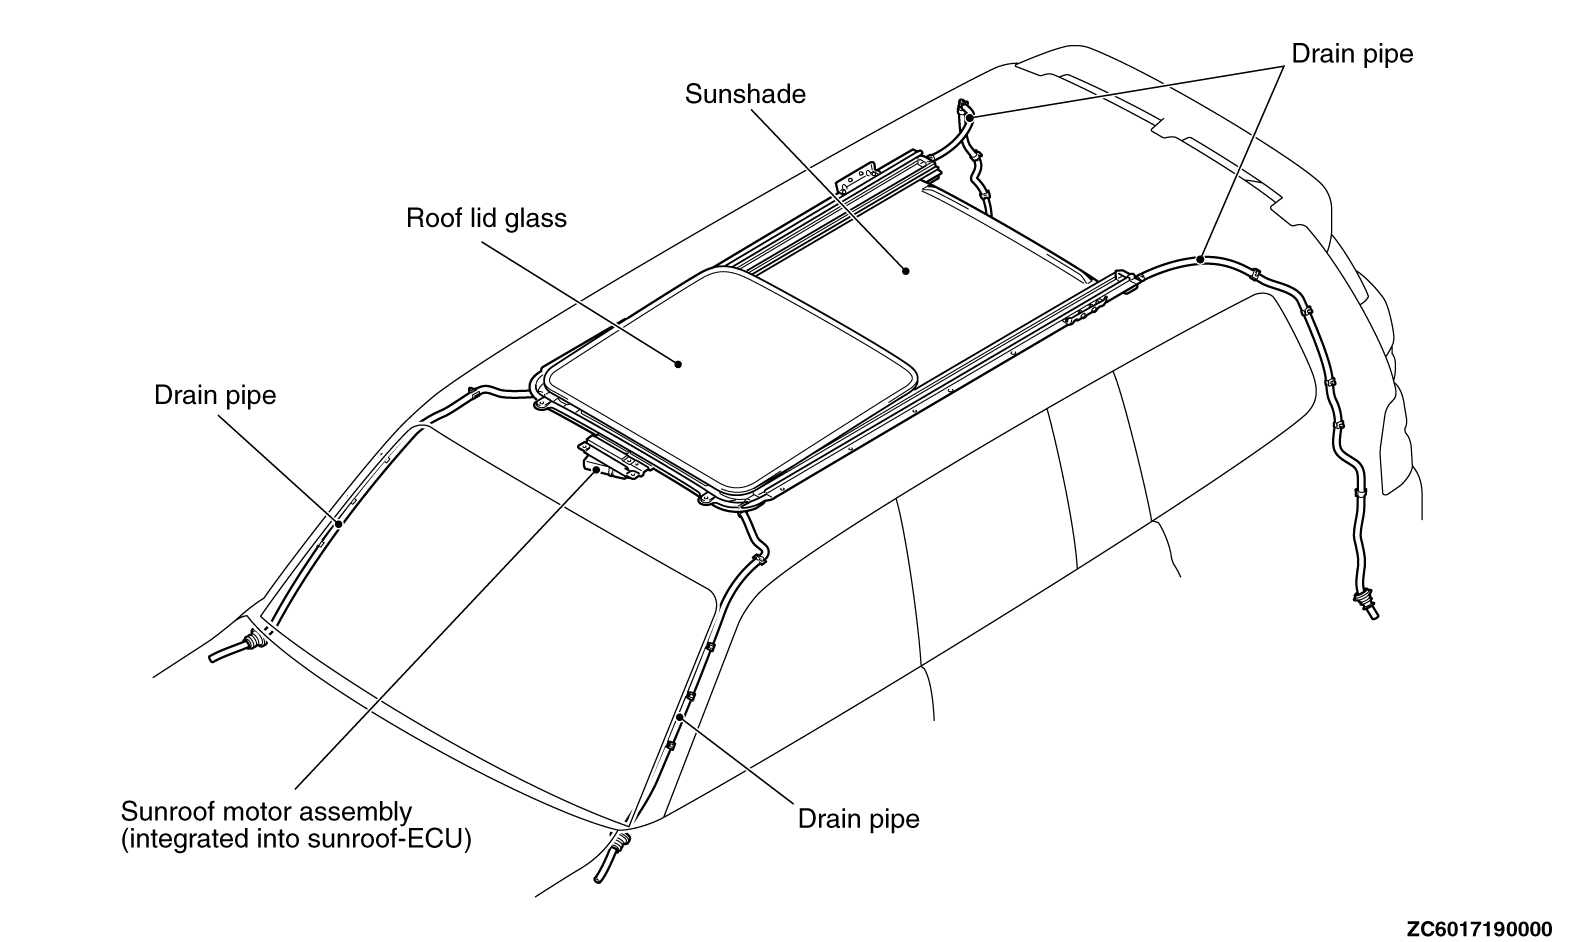 Drain pipe
Sunshade
Roof lid glass
Drain pipe
Sunroof motor assembly
(integrated into sunroof-ECU)
Drain pipe
ZC6017190000